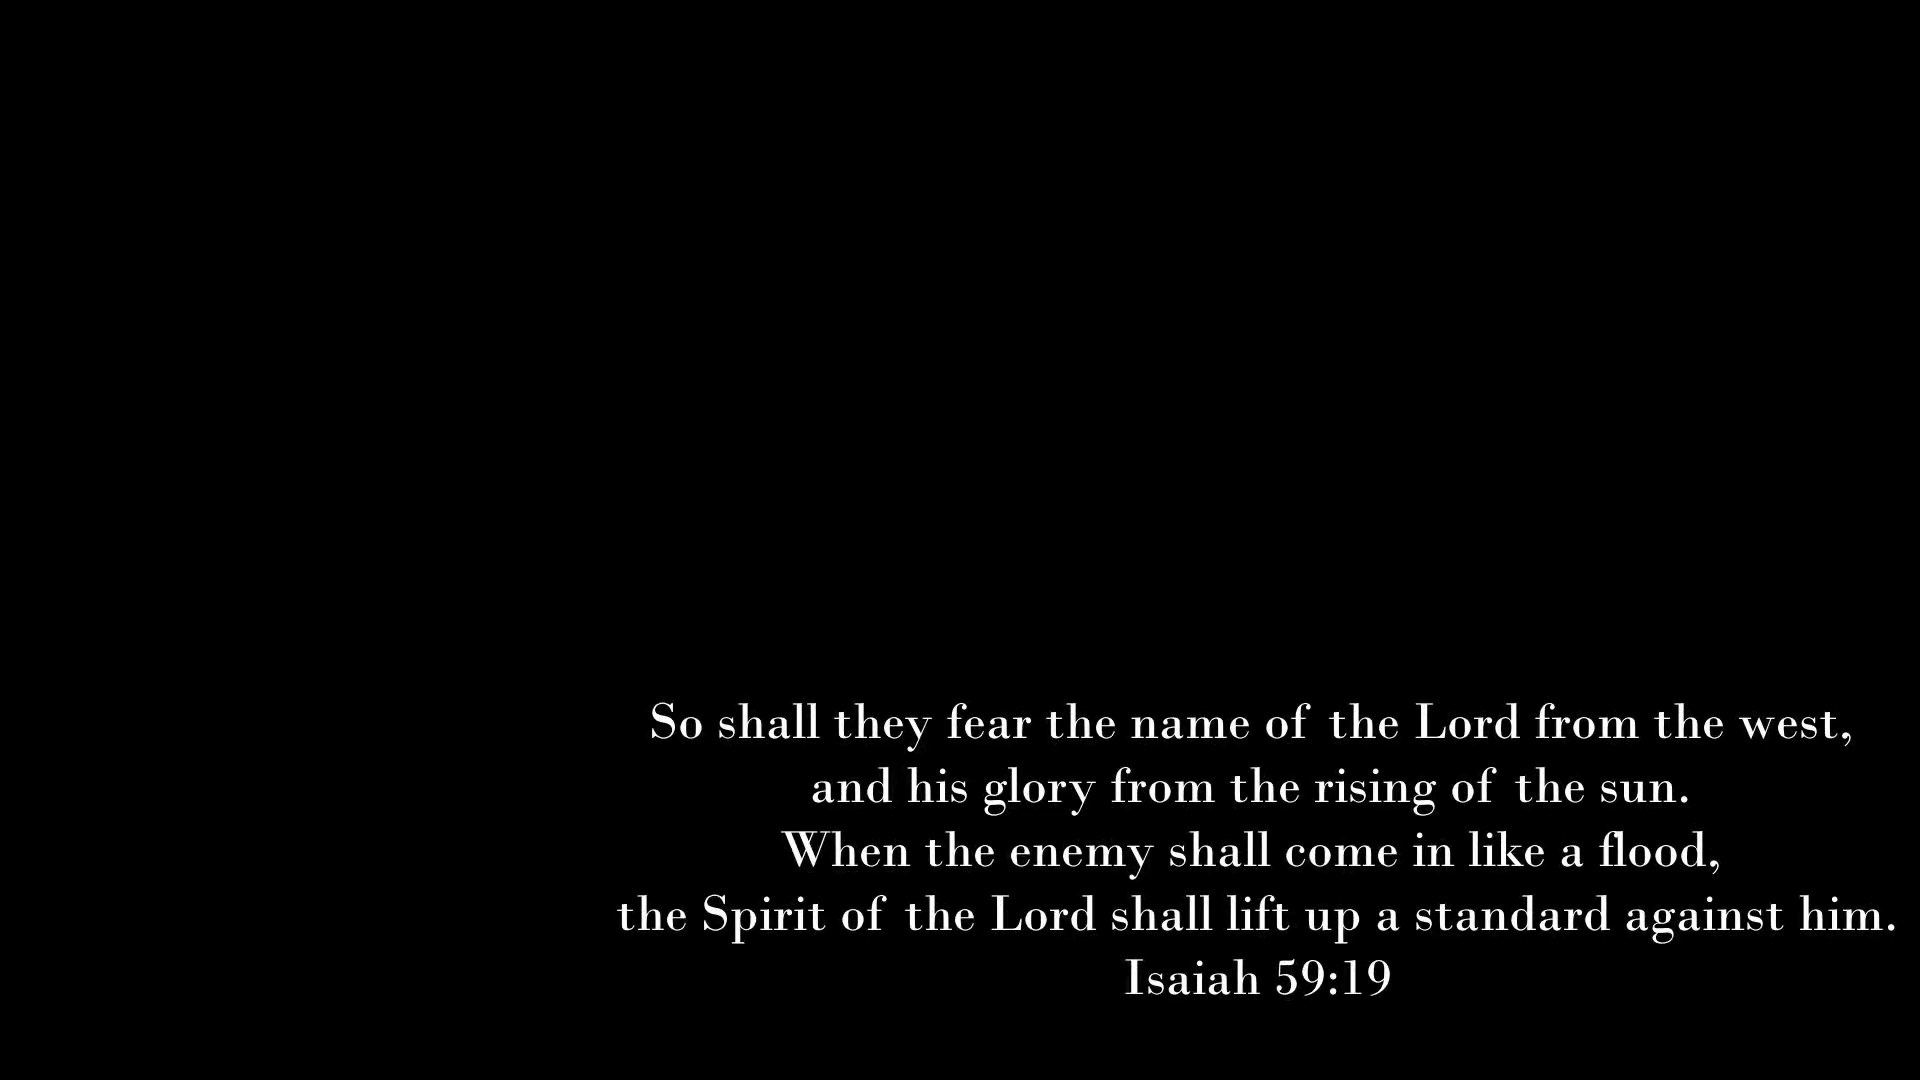 So shall they fear the name of the Lord from the west,
and his glory from the rising of the sun.
When the enemy shall come in like a flood,
the Spirit of the Lord shall lift up a standard against him.
Isaiah 59:19